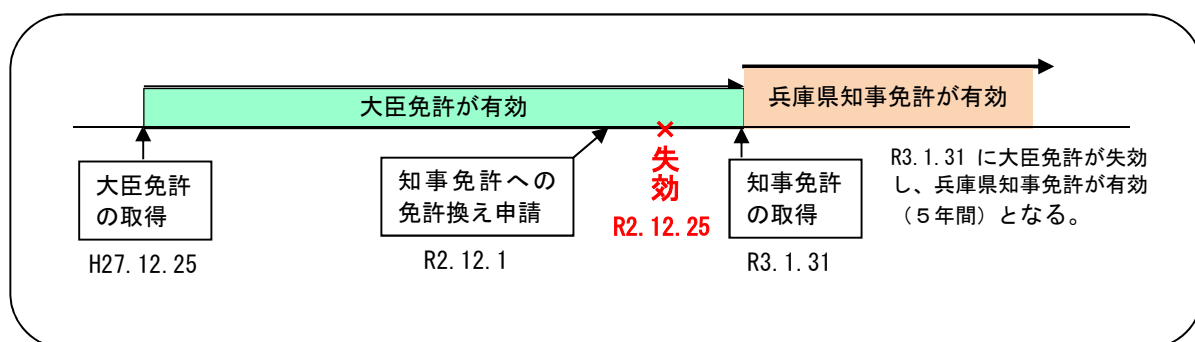 大臣免許が有効
兵庫県知事免許が有効
大臣免許
の取得
H27.12.25
知事免許への
免許換え申請
R2.12.1
×
失
効
R2.12.25
知事免許
の取得
R3.1.31
R3.1.31 に大臣免許が失効
し、兵庫県知事免許が有効
（５年間）となる。